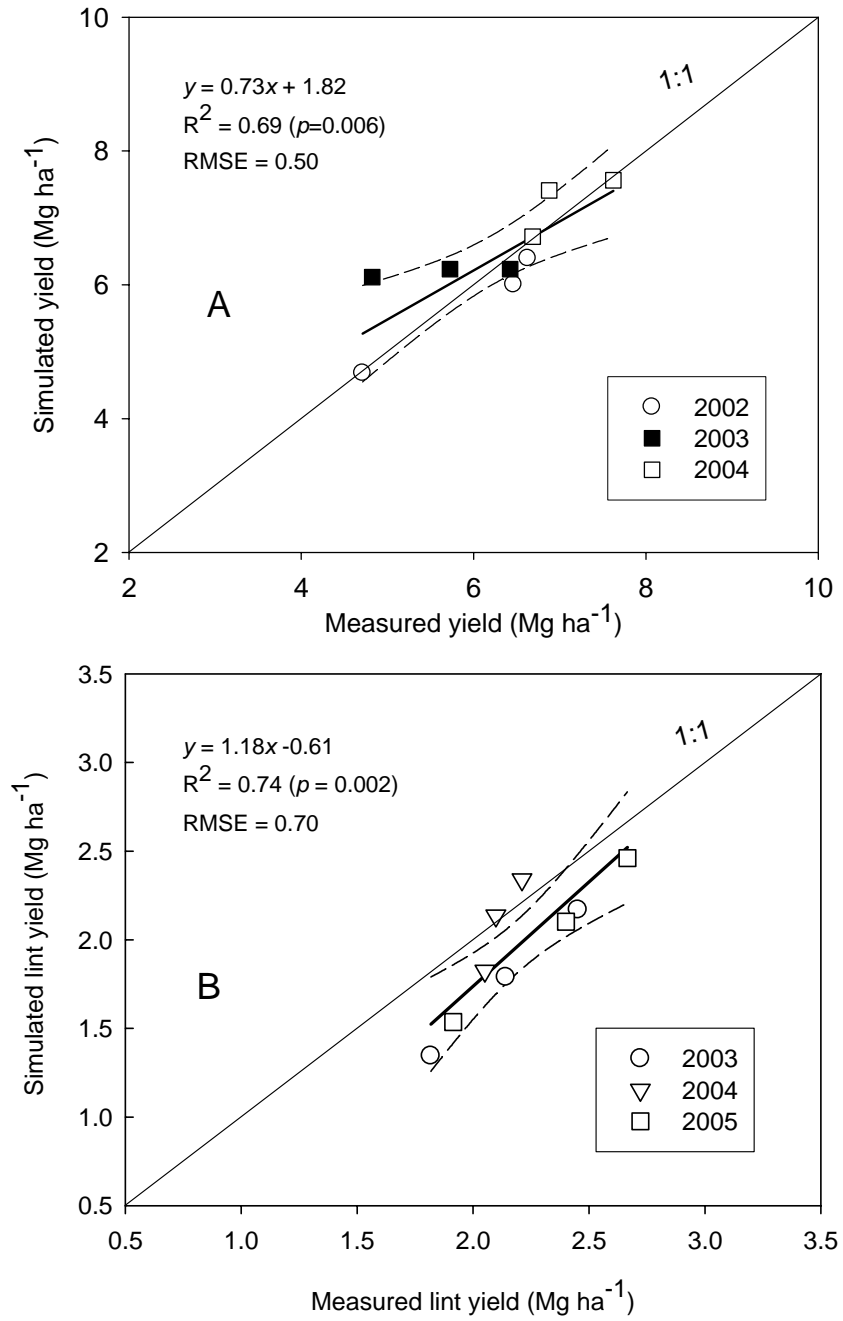 10
8
6
4
2
Simulated yield (Mg ha⁻¹)
y = 0.73x + 1.82
R² = 0.69 (p=0.006)
RMSE = 0.50
1:1
A
2002
2003
2004
2 4 6 8 10
Measured yield (Mg ha⁻¹)
3.5
3.0
2.5
2.0
1.5
1.0
0.5
Simulated lint yield (Mg ha⁻¹)
y = 1.18x -0.61
R² = 0.74 (p = 0.002)
RMSE = 0.70
1:1
B
2003
2004
2005
0.5 1.0 1.5 2.0 2.5 3.0 3.5
Measured lint yield (Mg ha⁻¹)